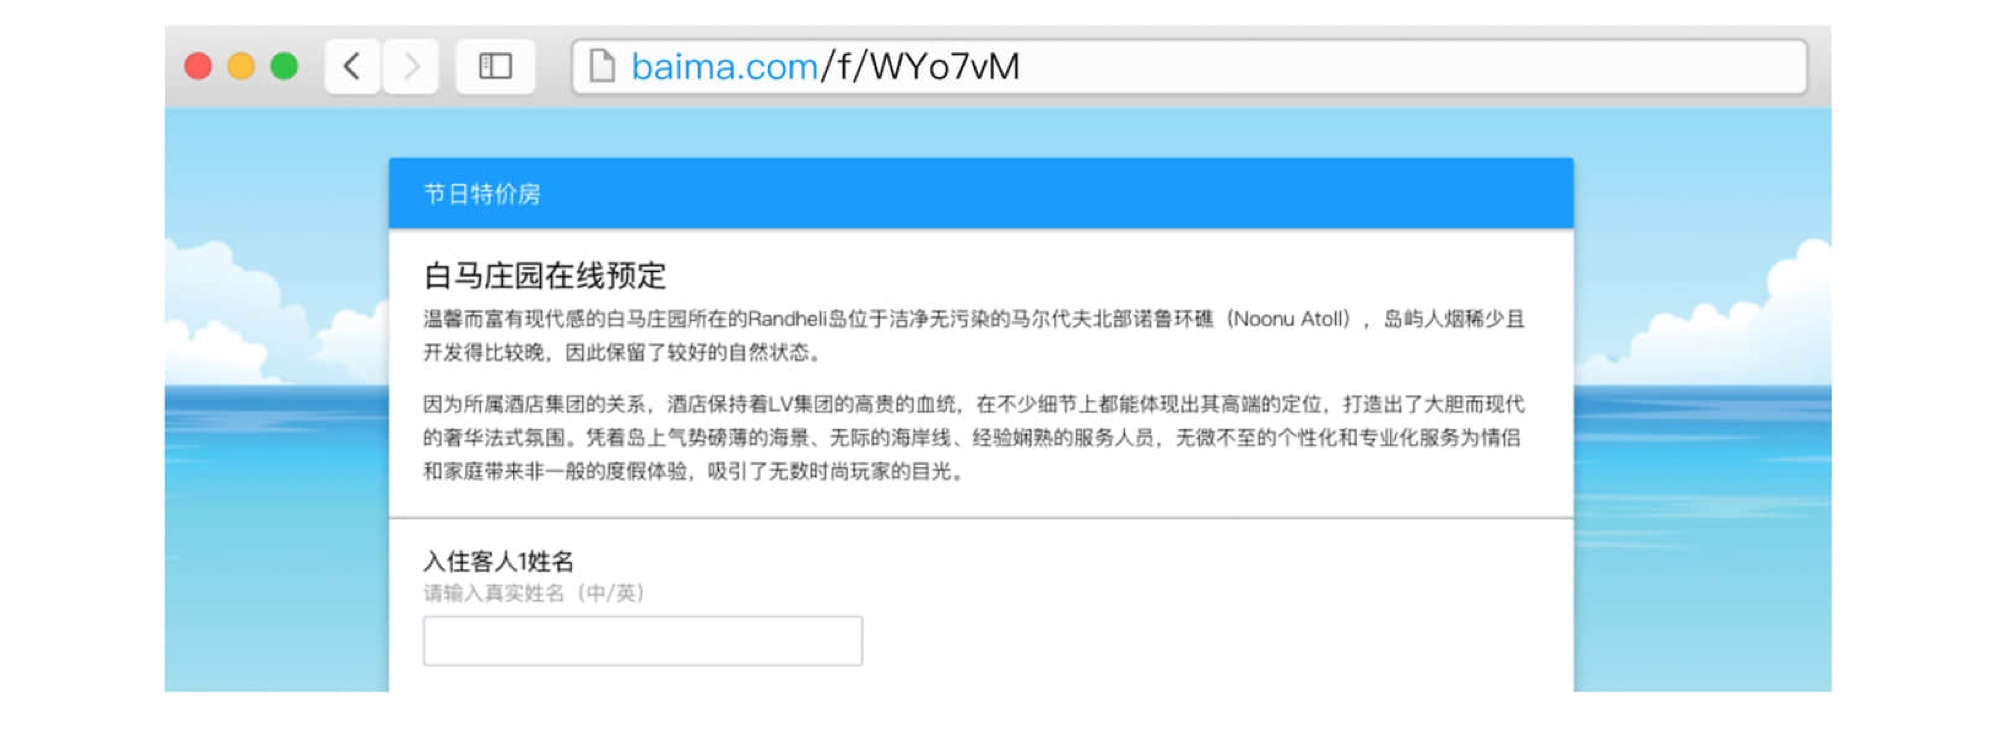 baima.com/f/WYo7vM
节日特价房
白马庄园在线预定
温馨而富有现代感的白马庄园所在的Randheli岛位于洁净无污染的马尔代夫北部诺鲁环礁（Noonu Atoll），岛屿人烟稀少且
开发得比较晚，因此保留了较好的自然状态。
因为所属酒店集团的关系，酒店保持着LV集团的高贵的血统，在不少细节上都能体现出其高端的定位，打造出了大胆而现代
的奢华法式氛围。凭着岛上气势磅薄的海景、无际的海岸线、经验娴熟的服务人员，无微不至的个性化和专业化服务为情侣
和家庭带来非一般的度假体验，吸引了无数时尚玩家的目光。
入住客人1姓名
请输入真实姓名（中/英）